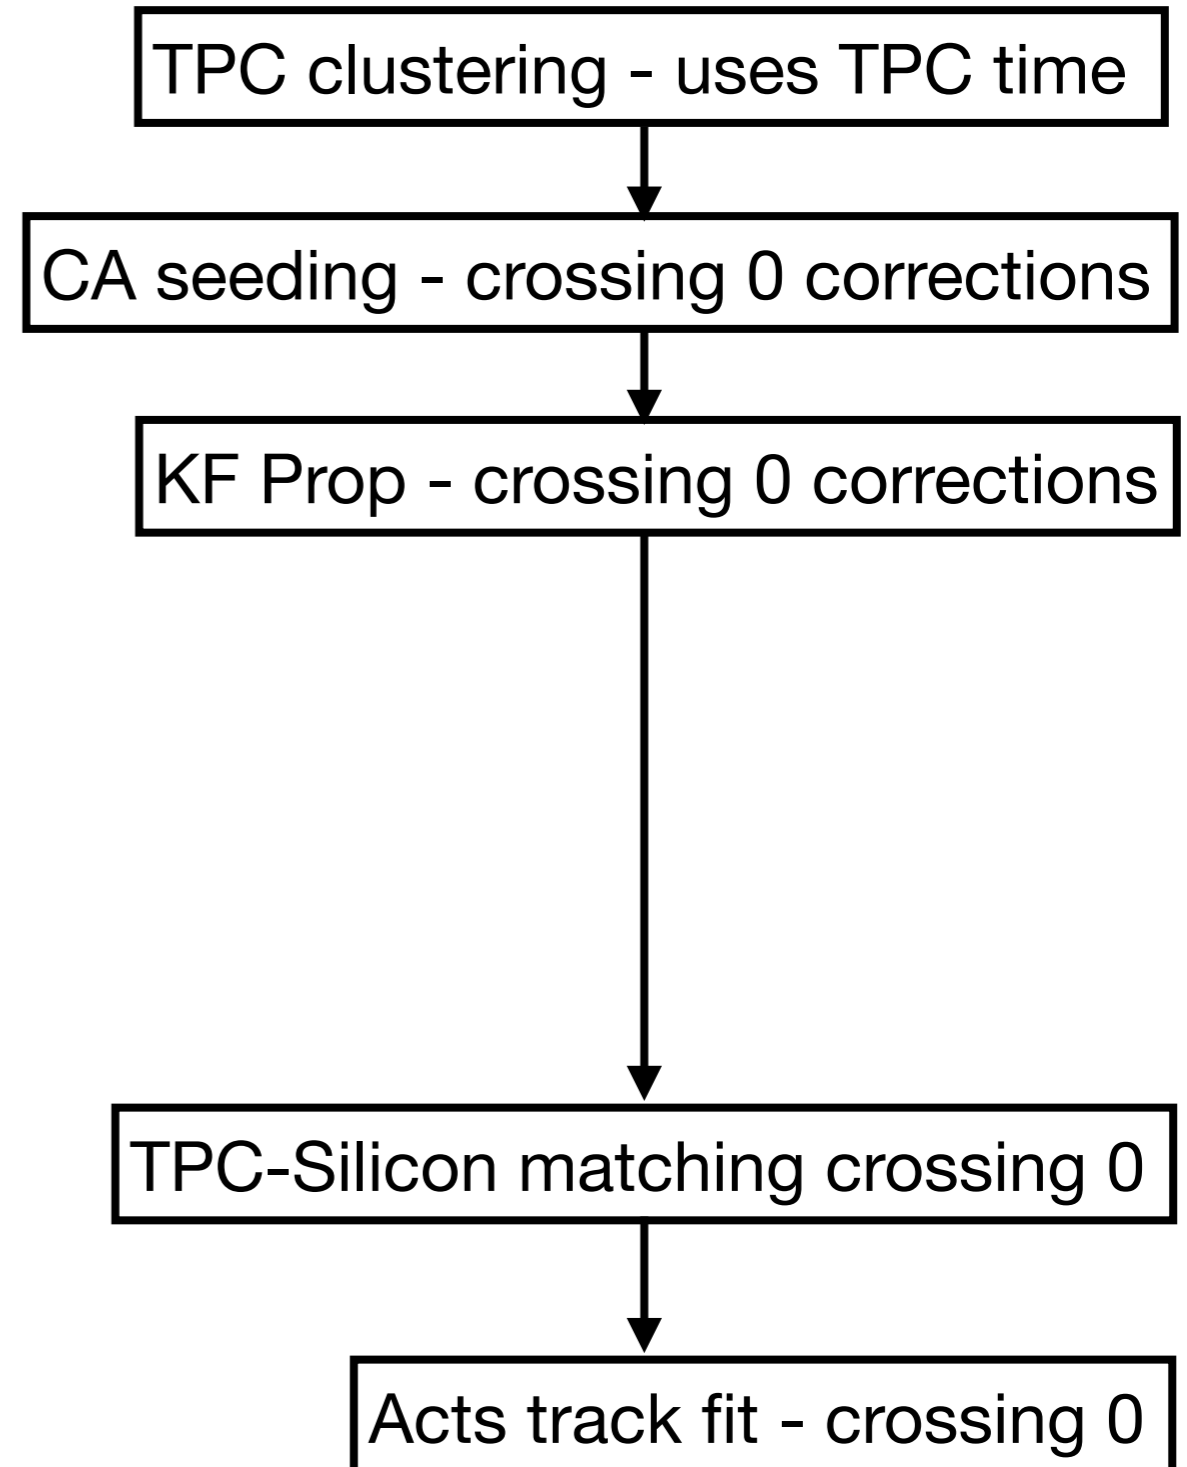 TPC clustering - uses TPC time
CA seeding - crossing 0 corrections
KF Prop - crossing 0 corrections
TPC-Silicon matching crossing 0
Acts track fit - crossing 0